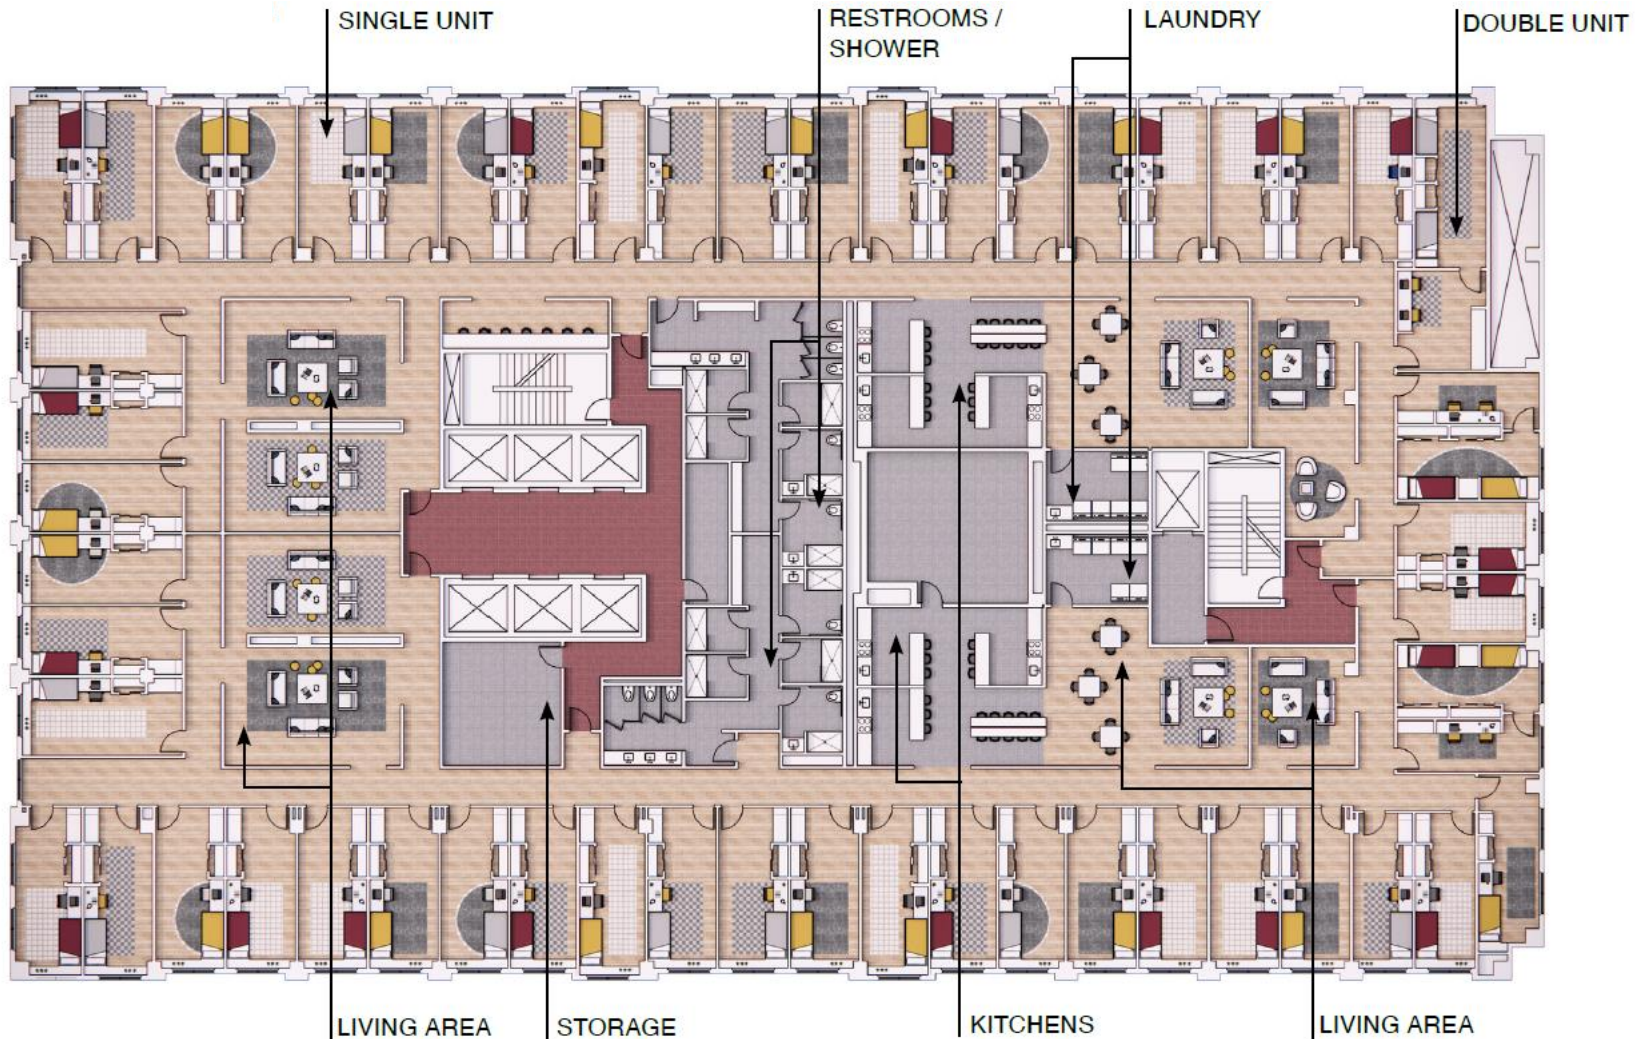 SINGLE UNIT
RESTROOMS /
SHOWER
LAUNDRY
DOUBLE UNIT
LIVING AREA
STORAGE
KITCHENS
LIVING AREA